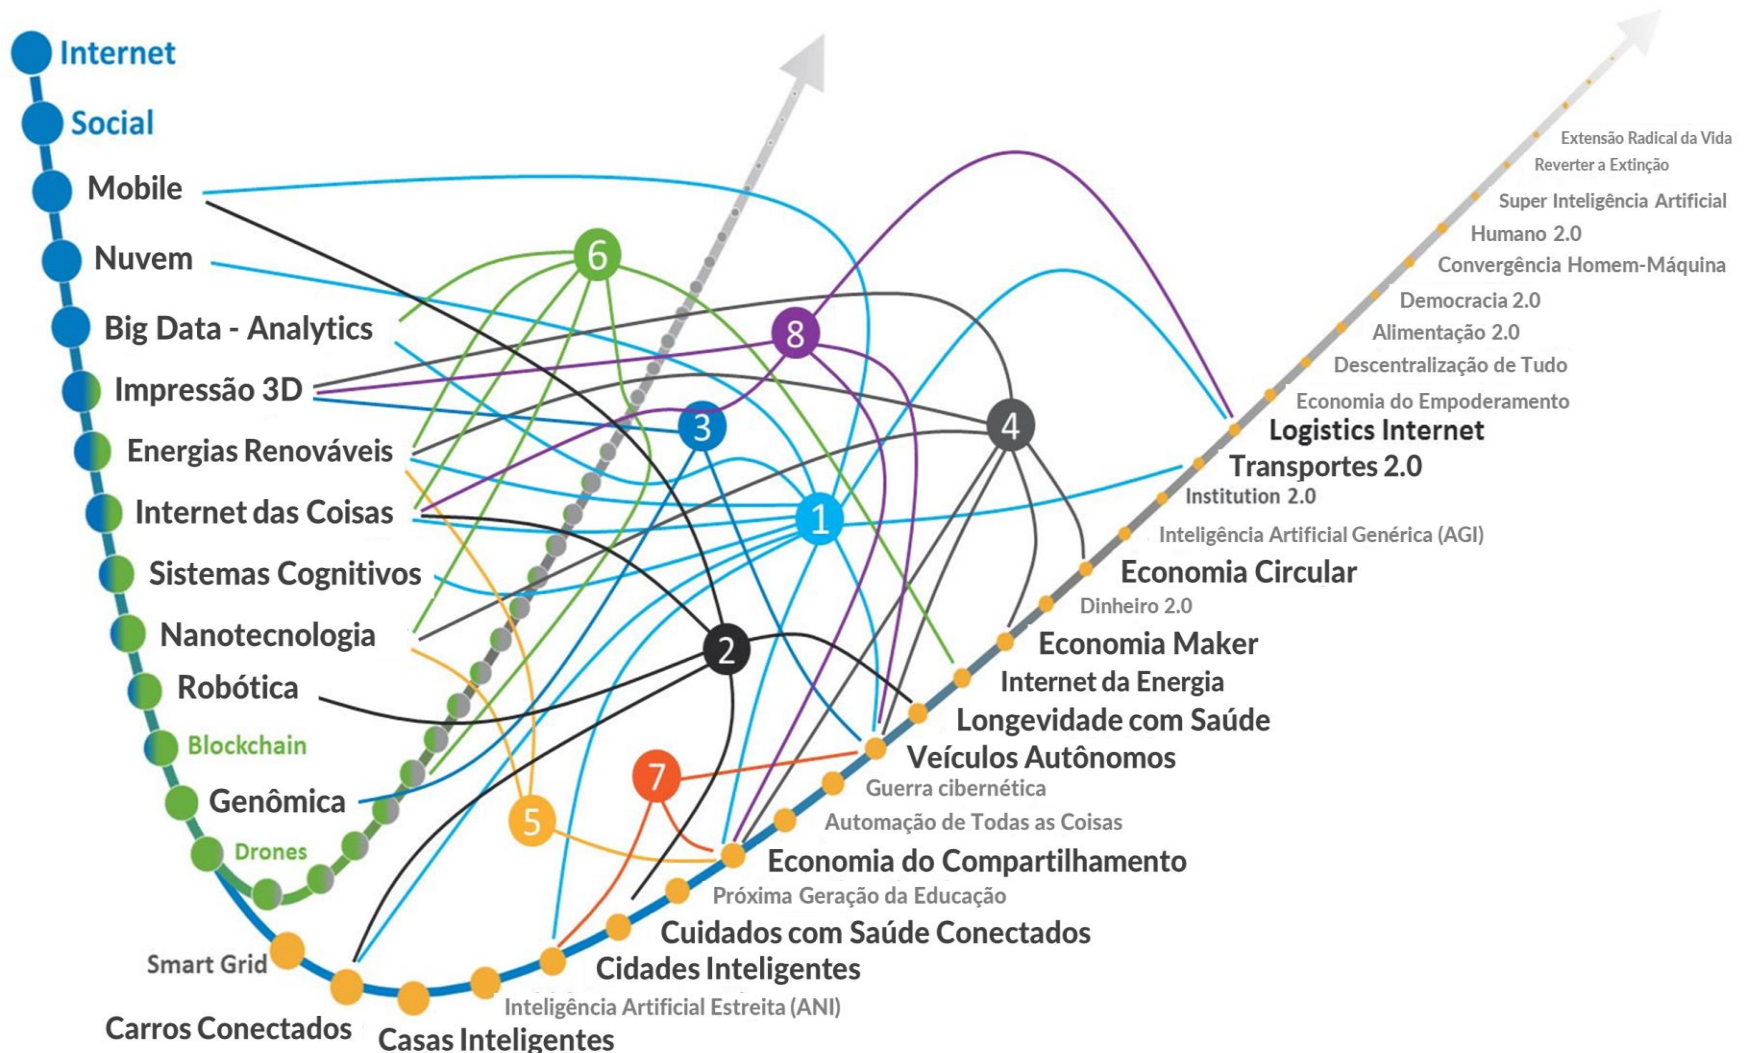 Internet
Social
Mobile
Nuvem
Big Data - Analytics
Impressão 3D
Energias Renováveis
Internet das Coisas
Sistemas Cognitivos
Nanotecnologia
Robótica
Blockchain
Genômica
Drones
Smart Grid
Carros Conectados
Casas Inteligentes
Inteligência Artificial Estreita (ANI)
Cidades Inteligentes
Cuidados com Saúde Conectados
Próxima Geração da Educação
Economia do Compartilhamento
Automação de Todas as Coisas
Guerra cibernética
Veículos Autônomos
Longevidade com Saúde
Internet da Energia
Economia Maker
Dinheiro 2.0
Economia Circular
Inteligência Artificial Genérica (AGI)
Institution 2.0
Transportes 2.0
Logistics Internet
Economia do Empoderamento
Descentralização de Tudo
Alimentação 2.0
Democracia 2.0
Convergência Homem-Máquina
Humano 2.0
Super Inteligência Artificial
Reverter a Extinção
Extensão Radical da Vida
6
8
3
4
1
2
7
5